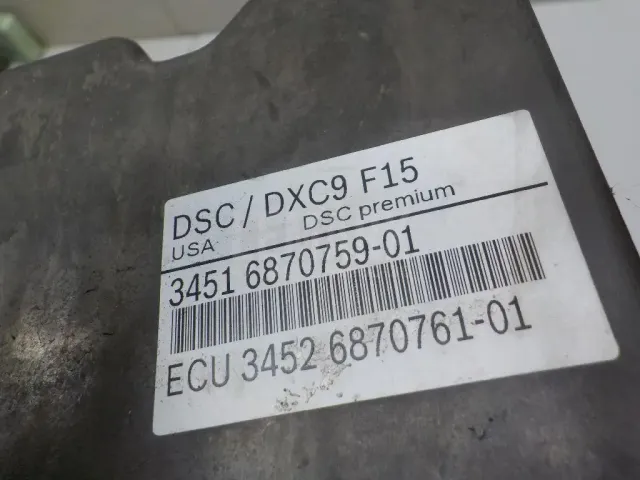 DSC / DXC9 F15
USA DSC premium
3451 6870759-01
ECU 3452 6870761-01